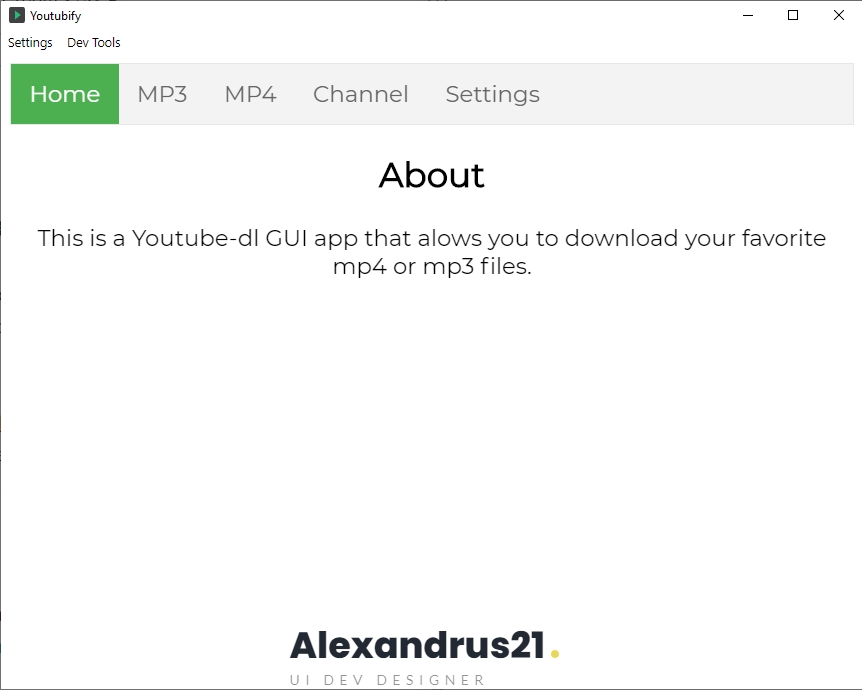 Youtubify
Settings Dev Tools
Home MP3 MP4 Channel Settings
About
This is a Youtube-dl GUI app that alows you to download your favorite
mp4 or mp3 files.
Alexandrus21.
UI DEV DESIGNER